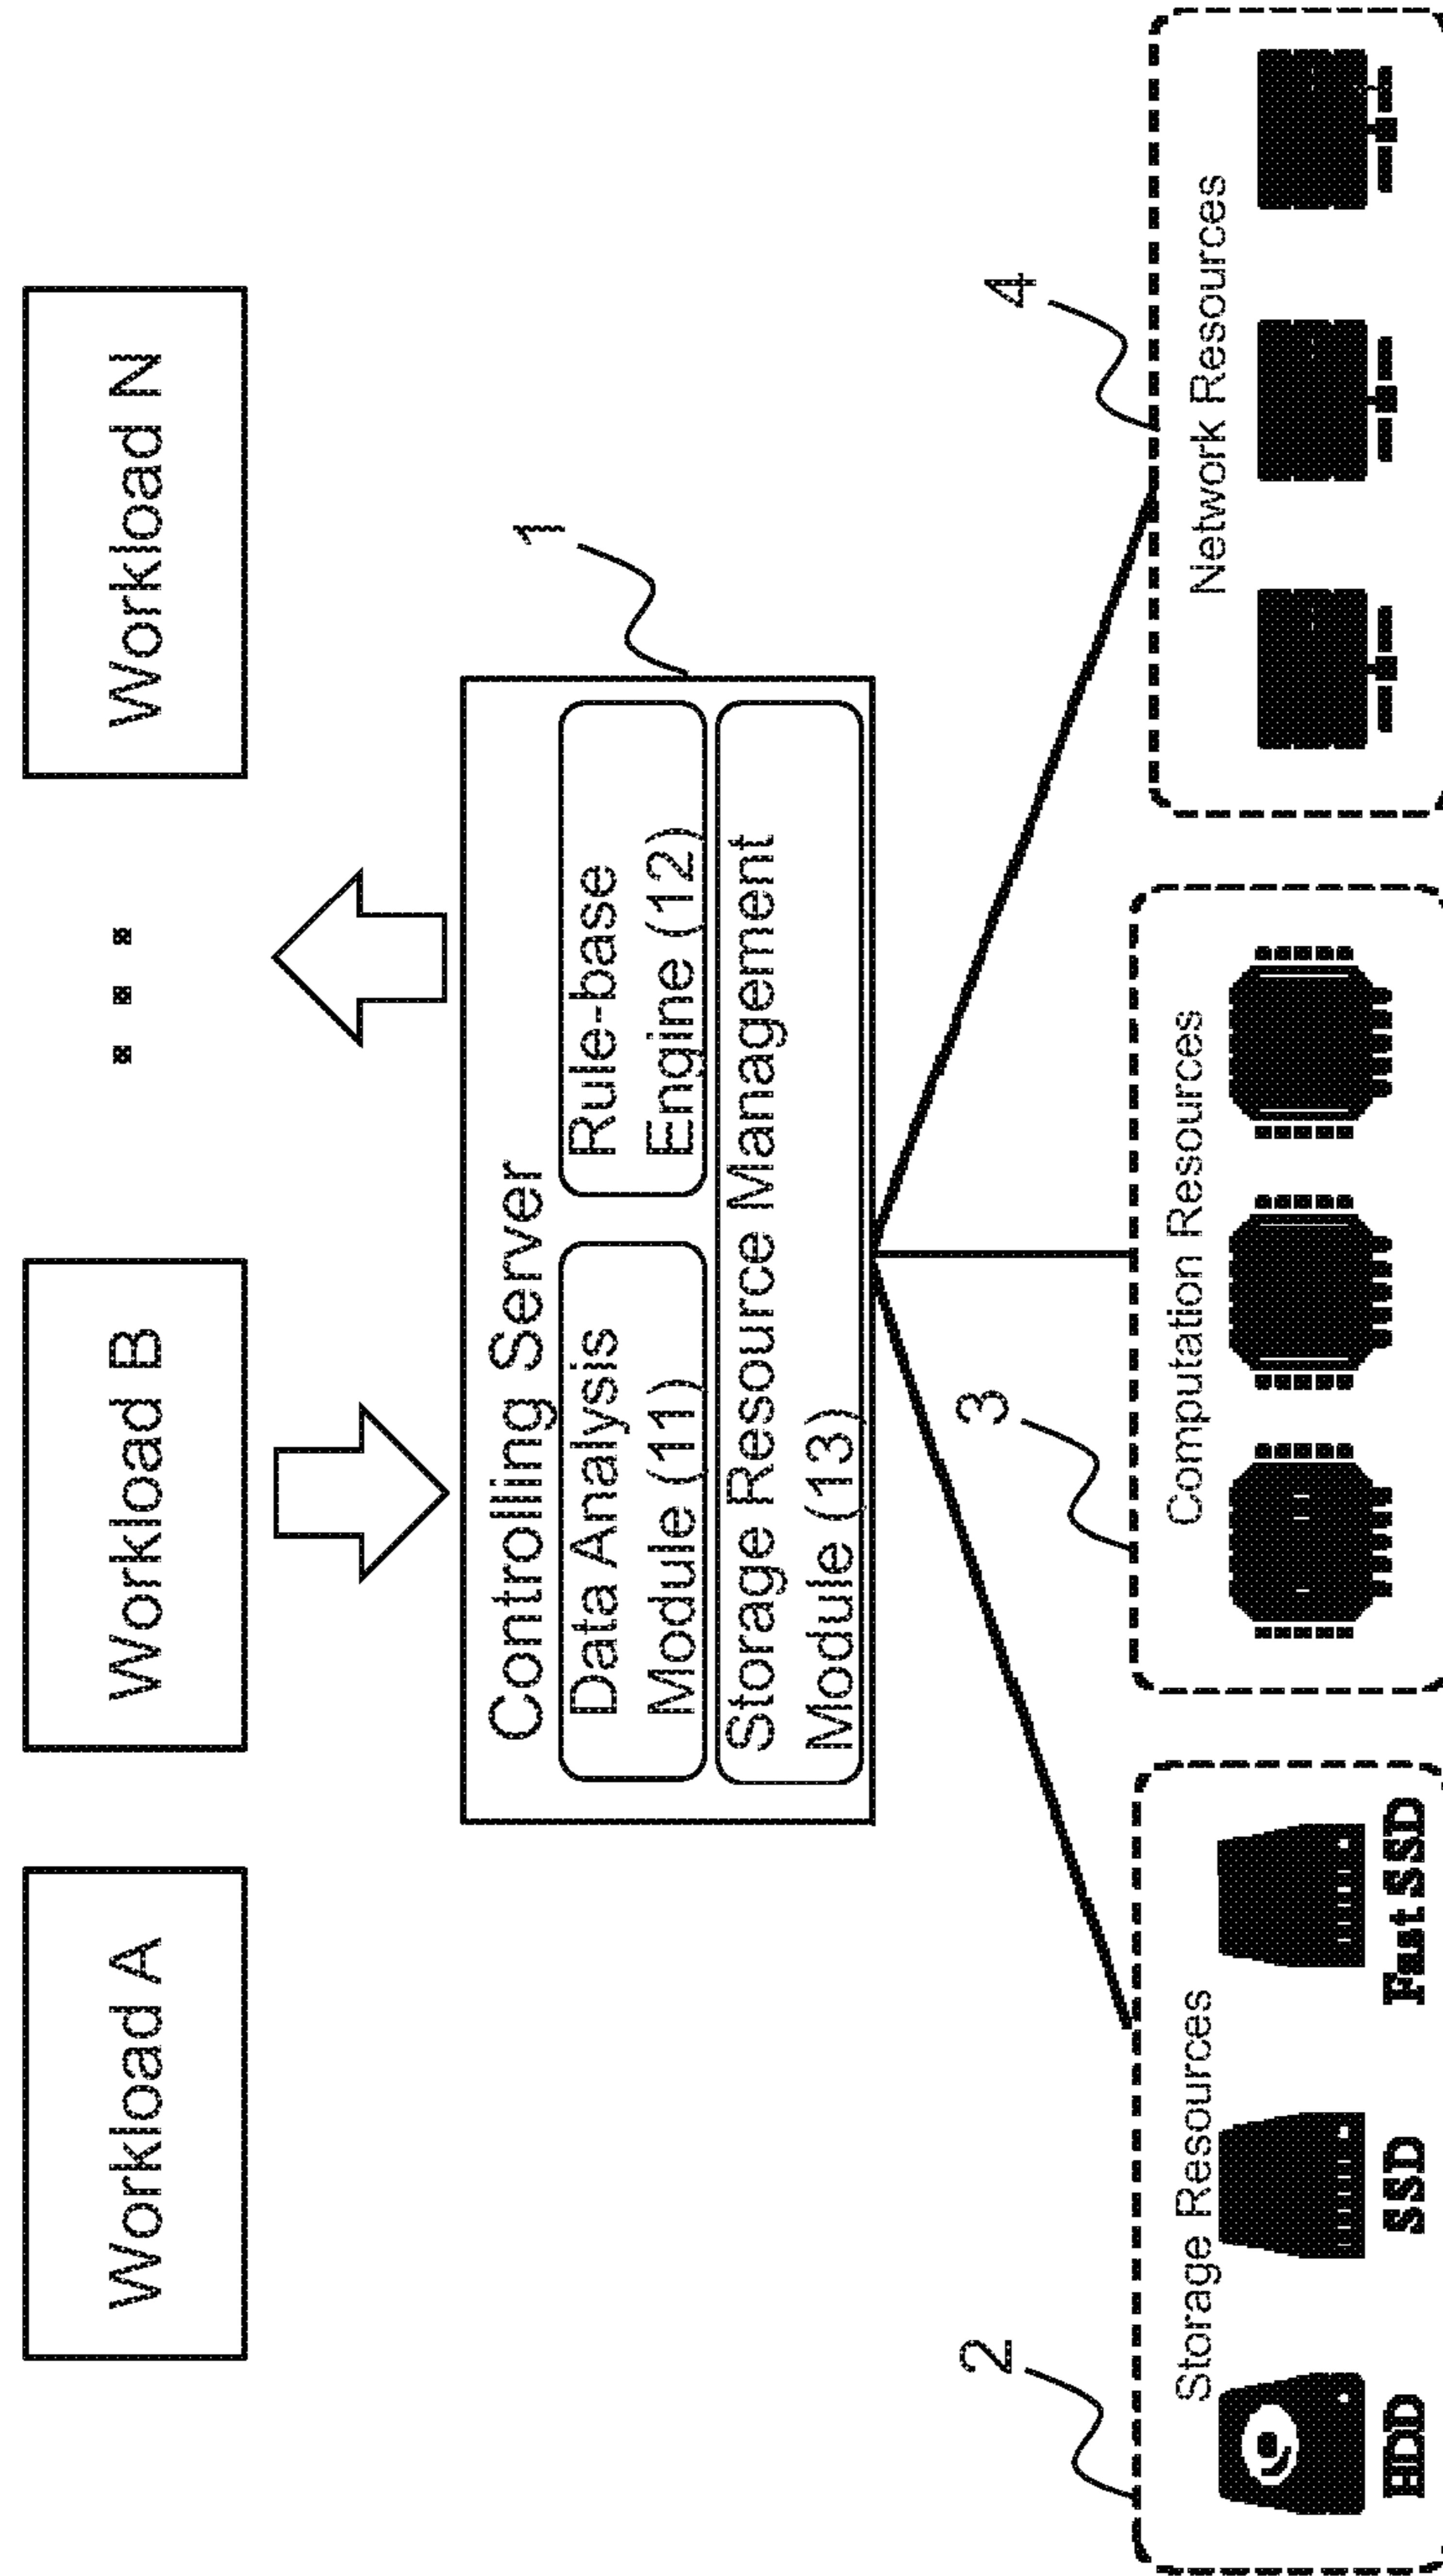 Workload A
Workload B
Workload N
1
Controlling Server
Data Analysis
Module (11)
Rule-base
Engine (12)
Storage Resource Management
Module (13)
2
3
4
Storage Resources
HDD
SSD
Fast SSD
Computation Resources
Network Resources